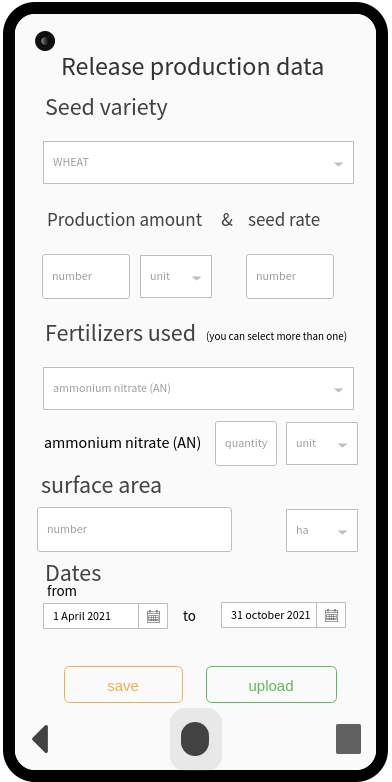 Release production data
Seed variety
WHEAT
Production amount & seed rate
number unit number
Fertilizers used (you can select more than one)
ammonium nitrate (AN)
ammonium nitrate (AN) quantity unit
surface area
number ha
Dates
from
1 April 2021 to 31 october 2021
save upload